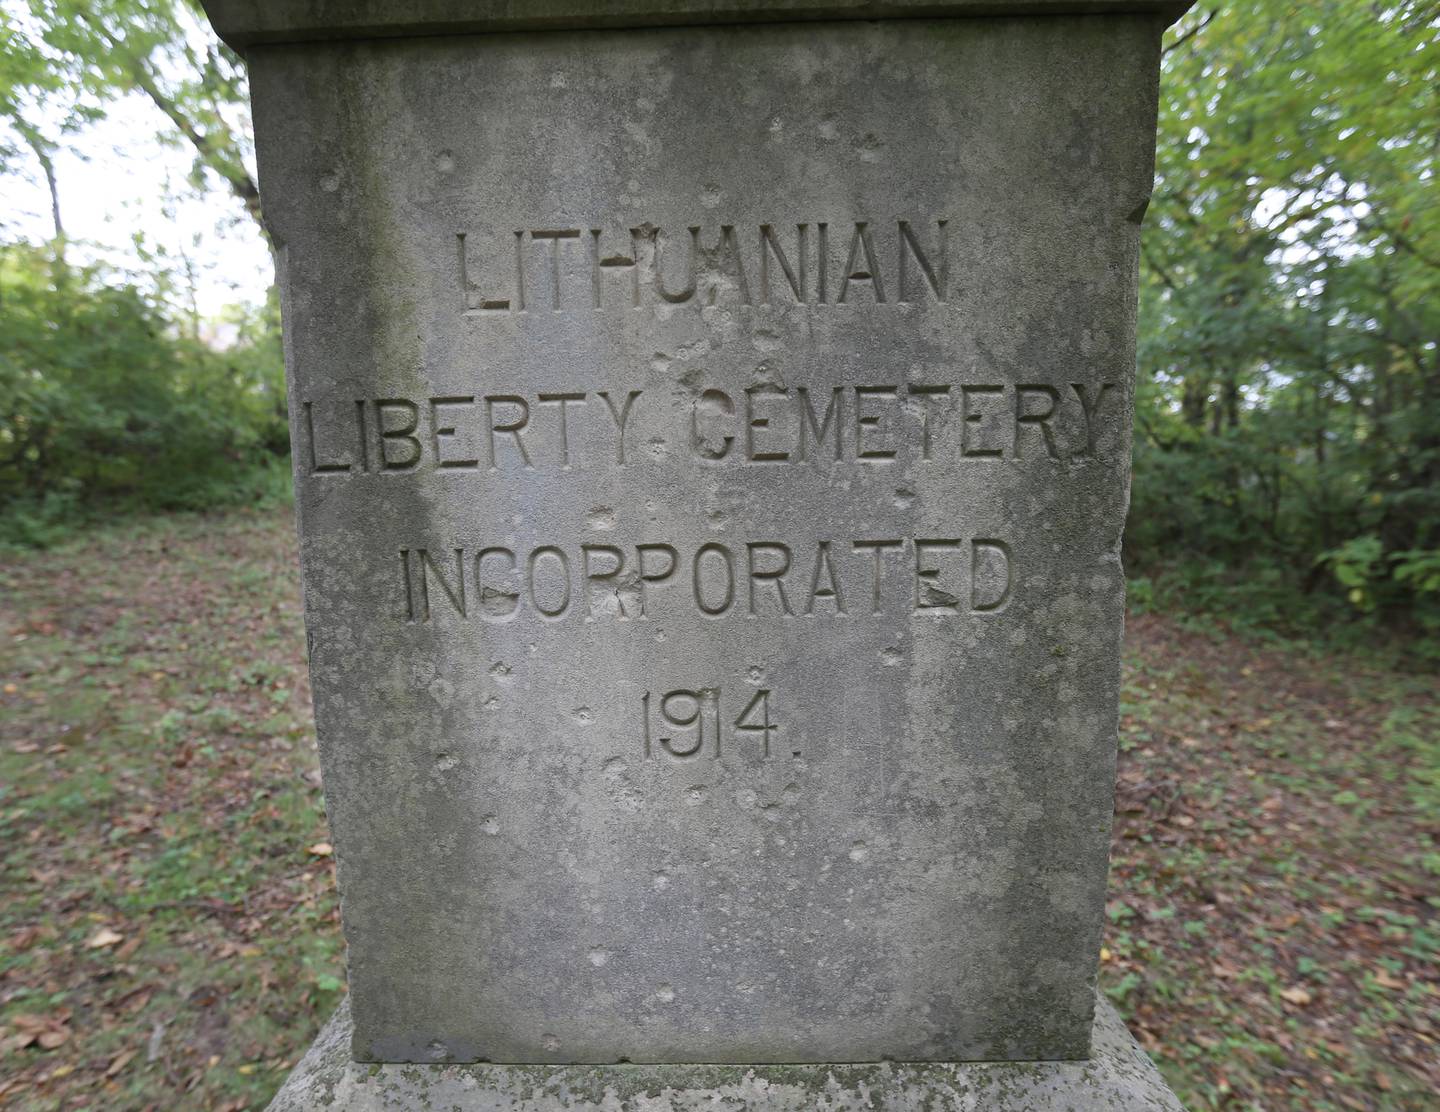 LITHUANIAN
LIBERTY CEMETERY
INCORPORATED
1914.